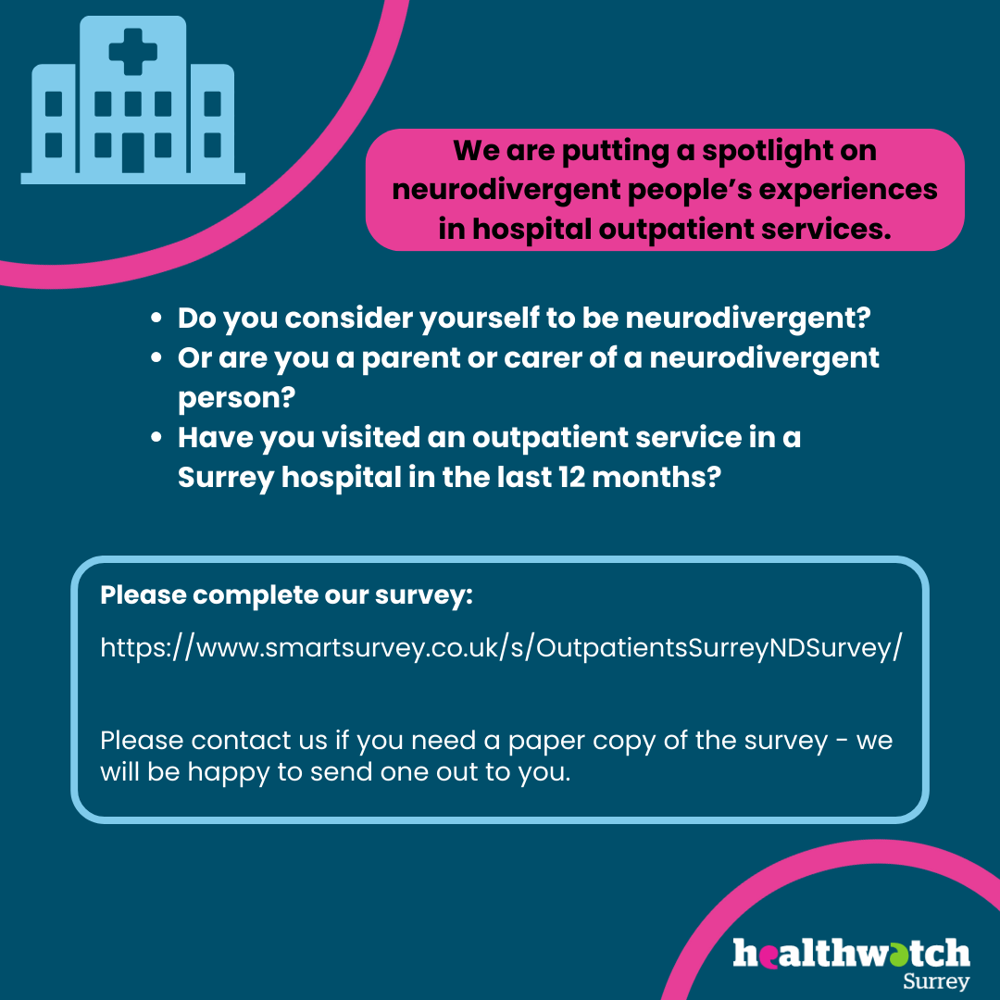 We are putting a spotlight on
neurodivergent people’s experiences
in hospital outpatient services.
• Do you consider yourself to be neurodivergent?
• Or are you a parent or carer of a neurodivergent
person?
• Have you visited an outpatient service in a
Surrey hospital in the last 12 months?
Please complete our survey:
https://www.smartsurvey.co.uk/s/OutpatientsSurreyNDSurvey/
Please contact us if you need a paper copy of the survey - we
will be happy to send one out to you.
healthwatch
Surrey